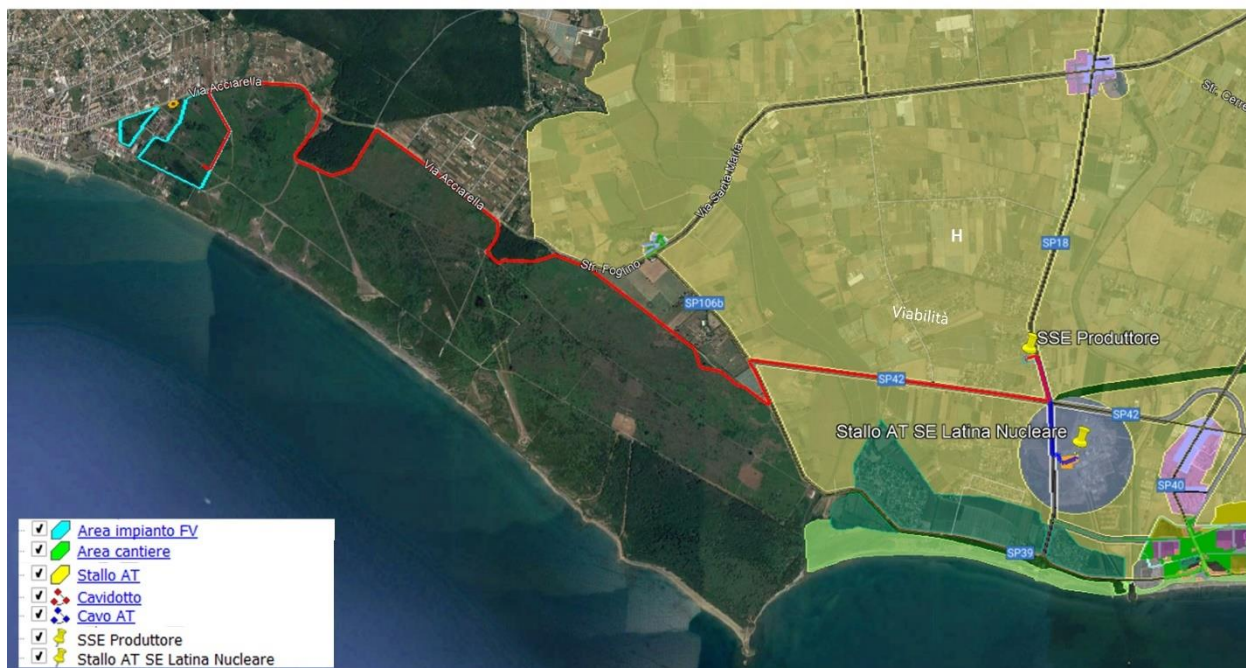 Via Acciarella
Via Acciarella
Str. Foglino
Via Santa Maria
Str. Cerre
H
SP18
SP106b
Viabilità
SSE Produttore
SP42
SP42
Stallo AT SE Latina Nucleare
SP40
SP39
Area impianto FV
Area cantiere
Stallo AT
Cavidotto
Cavo AT
SSE Produttore
Stallo AT SE Latina Nucleare